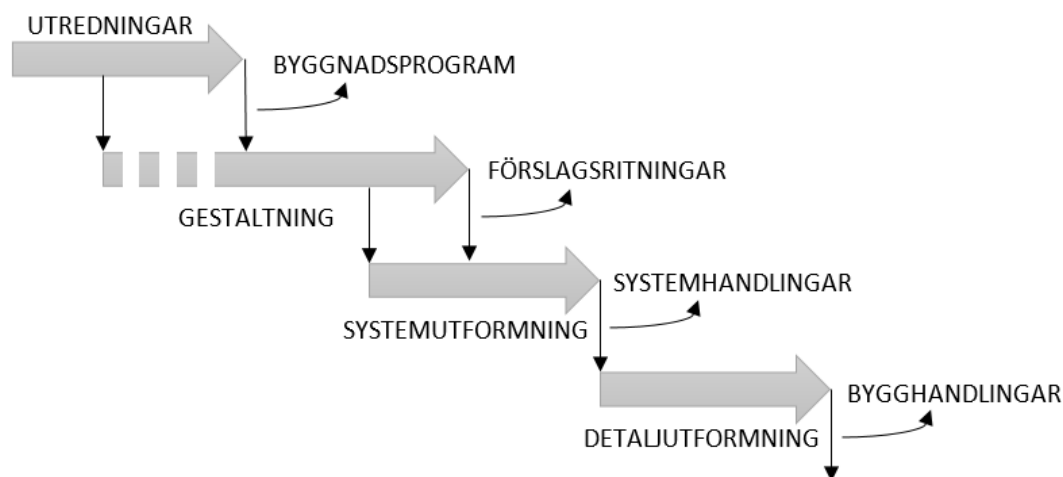 UTREDNINGAR
BYGGNADSPROGRAM
FÖRSLAGSRITNINGAR
GESTALTNING
SYSTEMHANDLINGAR
SYSTEMUTFORMNING
BYGGHANDLINGAR
DETALJUTFORMNING